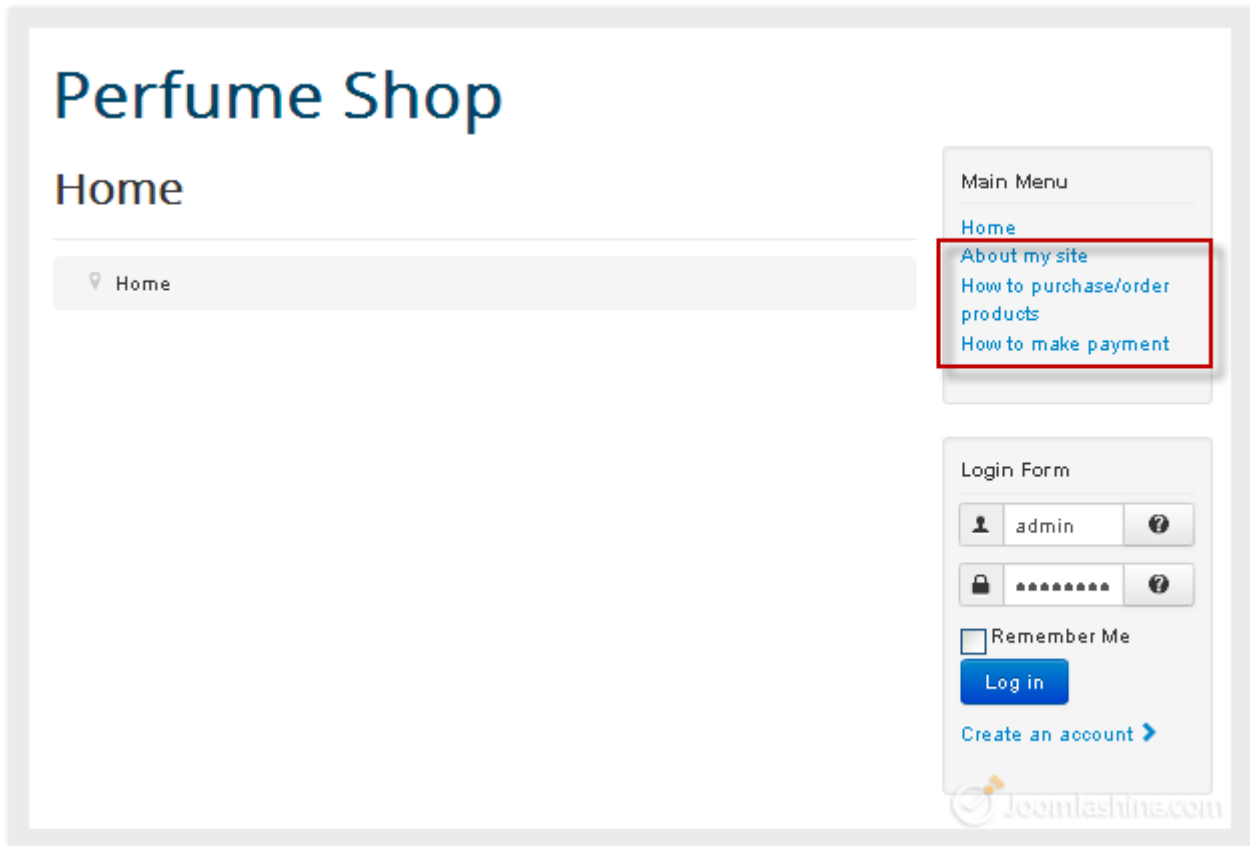 Perfume Shop
Home
Home
Main Menu
Home
About my site
How to purchase/order
products
How to make payment
Login Form
admin
Remember Me
Log in
Create an account
Joomlashine.com